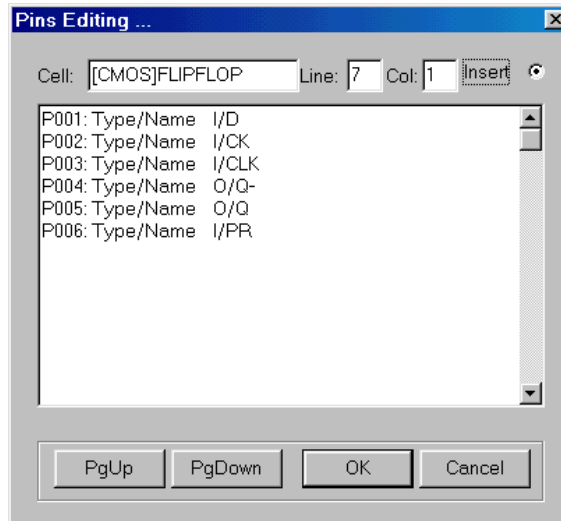 Pins Editing ...
Cell: [CMOS]FLIPFLOP Line: 7 Col: 1 Insert
P001: Type/Name I/D
P002: Type/Name I/CK
P003: Type/Name I/CLK
P004: Type/Name O/Q-
P005: Type/Name O/Q
P006: Type/Name I/PR
PgUp PgDown OK Cancel